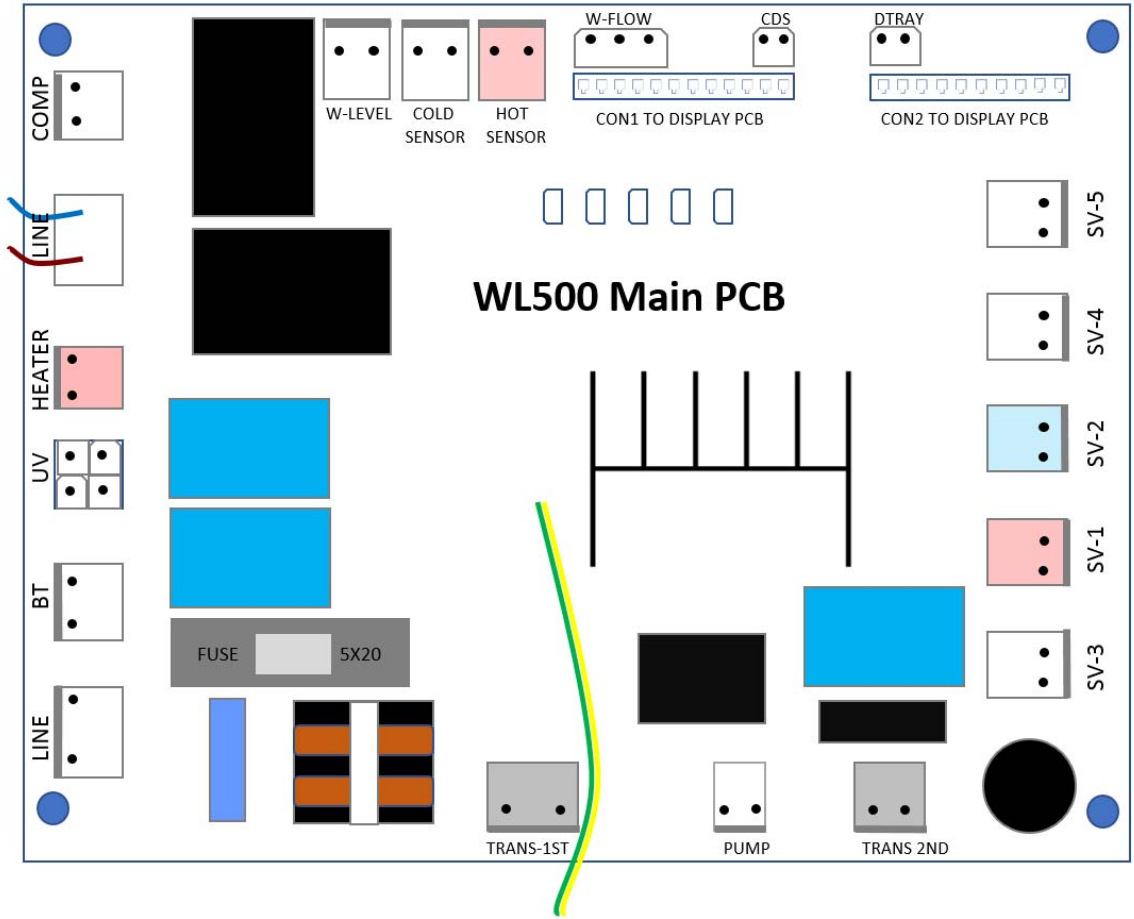 W-FLOW
CDS
DTRAY
COMP
W-LEVEL
COLD
SENSOR
HOT
SENSOR
CON1 TO DISPLAY PCB
CON2 TO DISPLAY PCB
LINE
SV-5
WL500 Main PCB
SV-4
HEATER
SV-2
UV
SV-1
BT
FUSE
5X20
SV-3
LINE
TRANS-1ST
PUMP
TRANS 2ND